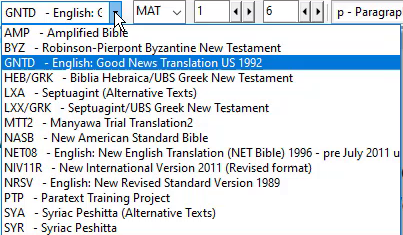 GNTD - English: G MAT 1 6 p - Paragraph
AMP - Amplified Bible
BYZ - Robinson-Pierpont Byzantine New Testament
GNTD - English: Good News Translation US 1992
HEB/GRK - Biblia Hebraica/UBS Greek New Testament
LXA - Septuagint (Alternative Texts)
LXX/GRK - Septuagint/UBS Greek New Testament
MTT2 - Manyawa Trial Translation2
NASB - New American Standard Bible
NET08 - English: New English Translation (NET Bible) 1996 - pre July 2011 u
NIV11R - New International Version 2011 (Revised format)
NRSV - English: New Revised Standard Version 1989
PTP - Paratext Training Project
SYA - Syriac Peshitta (Alternative Texts)
SYR - Syriac Peshitta